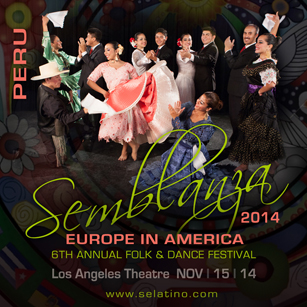 PERU
Semblanza
2014
EUROPE IN AMERICA
6TH ANNUAL FOLK & DANCE FESTIVAL
Los Angeles Theatre NOV | 15 | 14
www.selatino.com